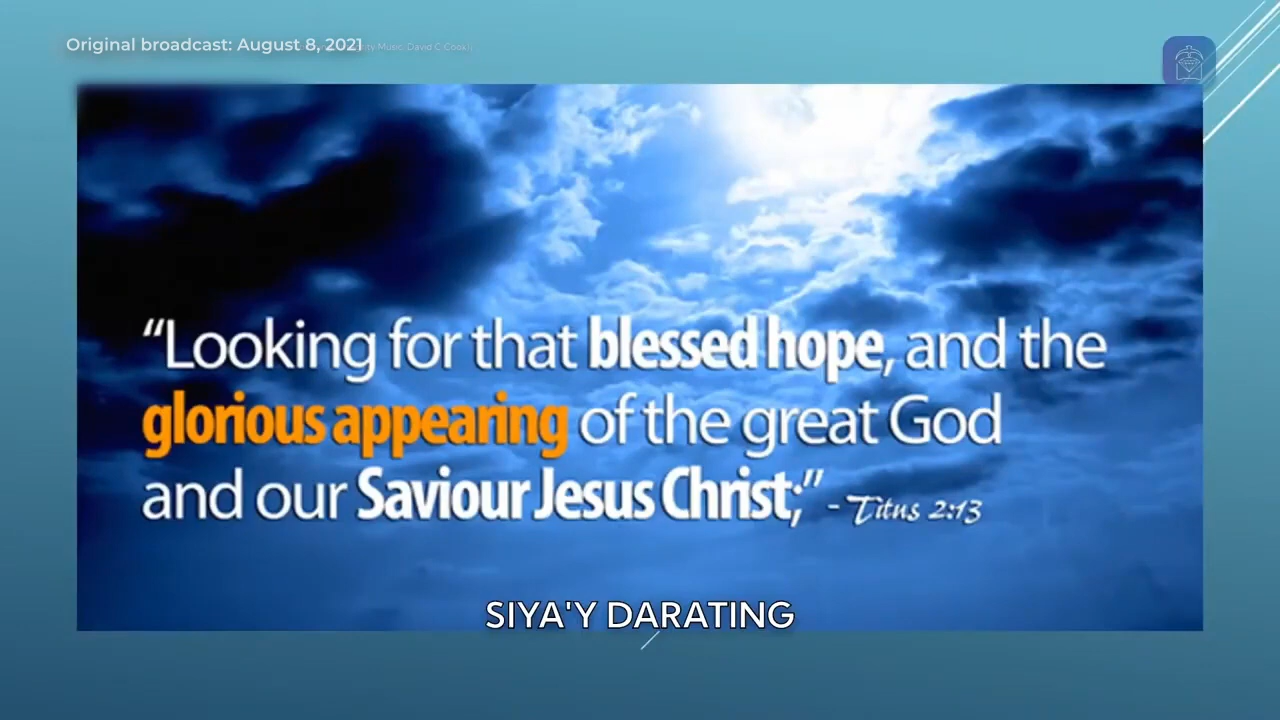 Original broadcast: August 8, 2021
“Looking for that blessed hope, and the
glorious appearing of the great God
and our Saviour Jesus Christ;” - Titus 2:13
SIYA'Y DARATING